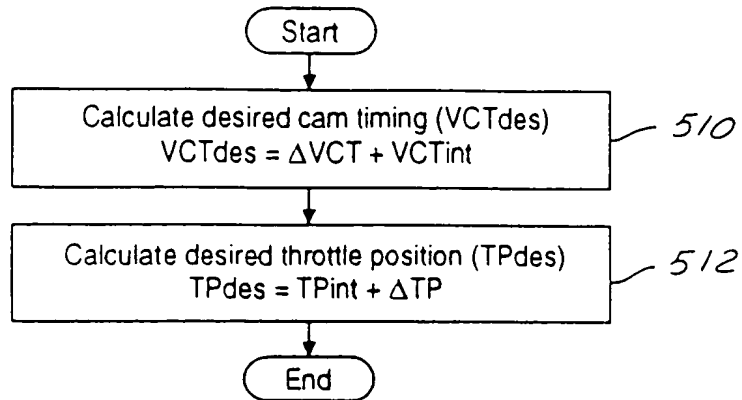 Start
Calculate desired cam timing (VCTdes)
VCTdes = ΔVCT + VCTint
510
Calculate desired throttle position (TPdes)
TPdes = TPint + ΔTP
512
End